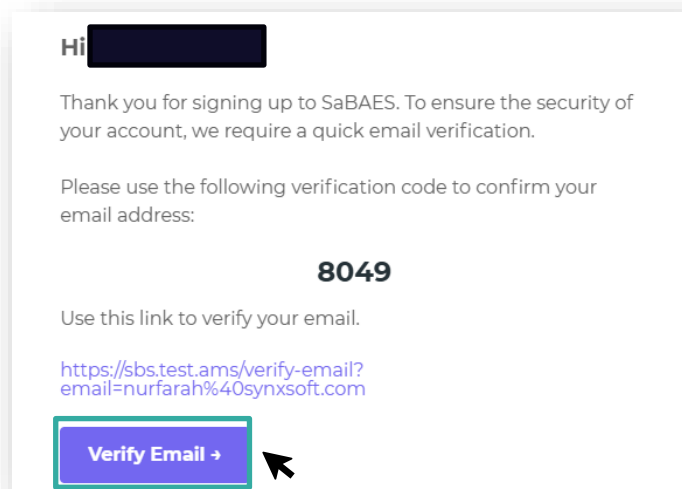 Hi
Thank you for signing up to SaBAES. To ensure the security of
your account, we require a quick email verification.
Please use the following verification code to confirm your
email address:
8049
Use this link to verify your email.
https://sbs.test.ams/verify-email?
email=nurfarah%40synxsoft.com
Verify Email →